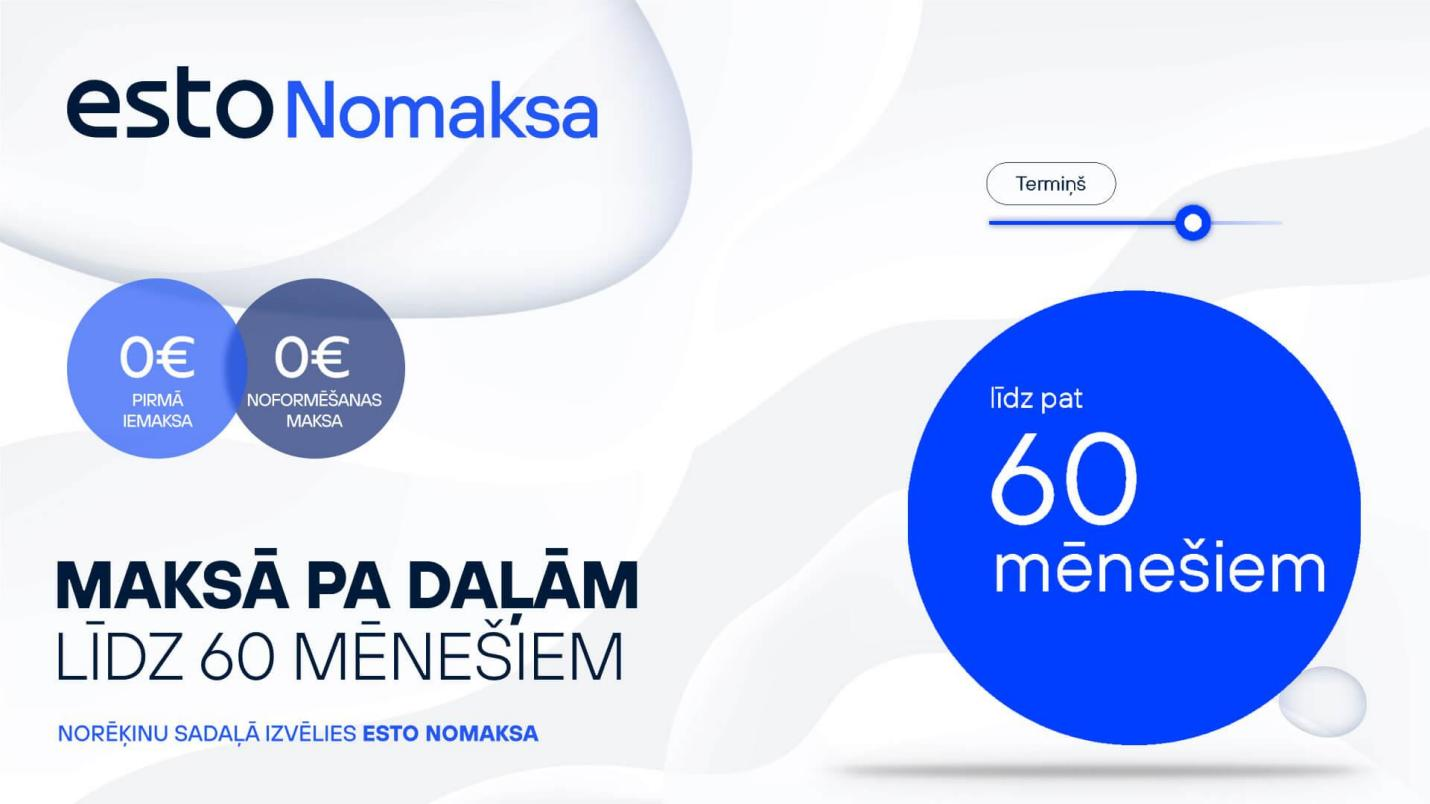 esto Nomaksa
Termiņš
0€
PIRMĀ
IEMAKSA
0€
NOFORMĒŠANAS
MAKSA
līdz pat
60
mēnešiem
MAKSĀ PA DAĻĀM
LĪDZ 60 MĒNEŠIEM
NORĒĶINU SADAĻĀ IZVĒLIES ESTO NOMAKSA